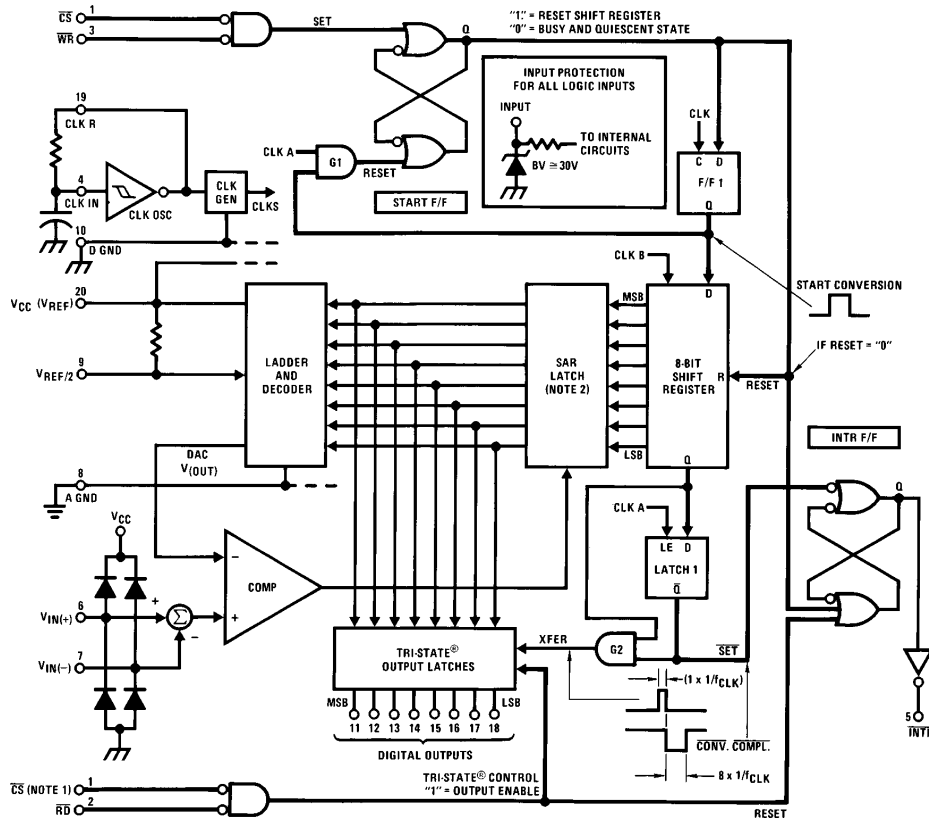 CS 1
WR 3
SET
Q
"1" = RESET SHIFT REGISTER
"0" = BUSY AND QUIESCENT STATE
INPUT PROTECTION
FOR ALL LOGIC INPUTS
INPUT
TO INTERNAL
CIRCUITS
BV ≅ 30V
CLK
C D
F/F 1
Q
19
CLK R
4
CLK IN
CLK OSC
CLK
GEN
CLKS
10
D GND
CLK A
G1
RESET
START F/F
CLK B
D
START CONVERSION
20
VCC (VREF)
9
VREF/2
LADDER
AND
DECODER
SAR
LATCH
(NOTE 2)
MSB
LSB
8-BIT
SHIFT
REGISTER
R
Q
RESET
IF RESET = "0"
INTR F/F
Q
DAC
V(OUT)
8
A GND
VCC
6
VIN(+)
7
VIN(−)
+
Σ
−
−
+
COMP
CLK A
LE D
LATCH 1
Q
XFER
G2
SET
(1 x 1/fCLK)
TRI-STATE®
OUTPUT LATCHES
MSB
LSB
11 12 13 14 15 16 17 18
DIGITAL OUTPUTS
CONV. COMPL.
8 x 1/fCLK
5
CS (NOTE 1) 1
RD 2
TRI-STATE® CONTROL
"1" = OUTPUT ENABLE
RESET